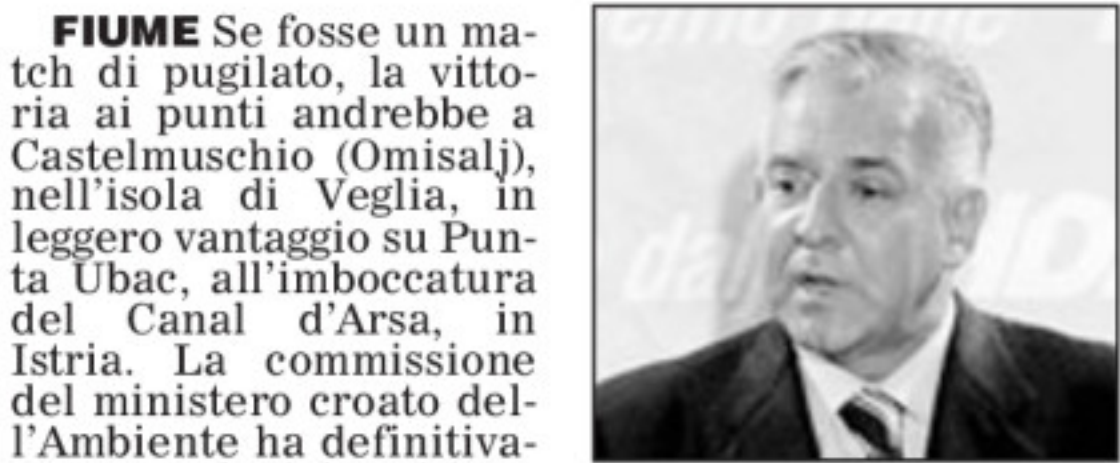 FIUME Se fosse un ma-
tch di pugilato, la vitto-
ria ai punti andrebbe a
Castelmuschio (Omisalj),
nell'isola di Veglia, in
leggero vantaggio su Pun-
ta Ubac, all'imboccatura
del Canal d'Arsa, in
Istria. La commissione
del ministero croato del-
l'Ambiente ha definitiva-